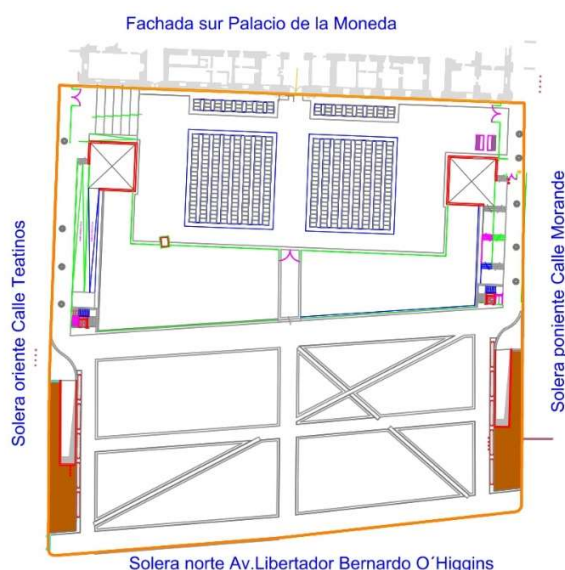 Fachada sur Palacio de la Moneda
Solera oriente Calle Teatinos
Solera poniente Calle Morande
Solera norte Av.Libertador Bernardo O´Higgins